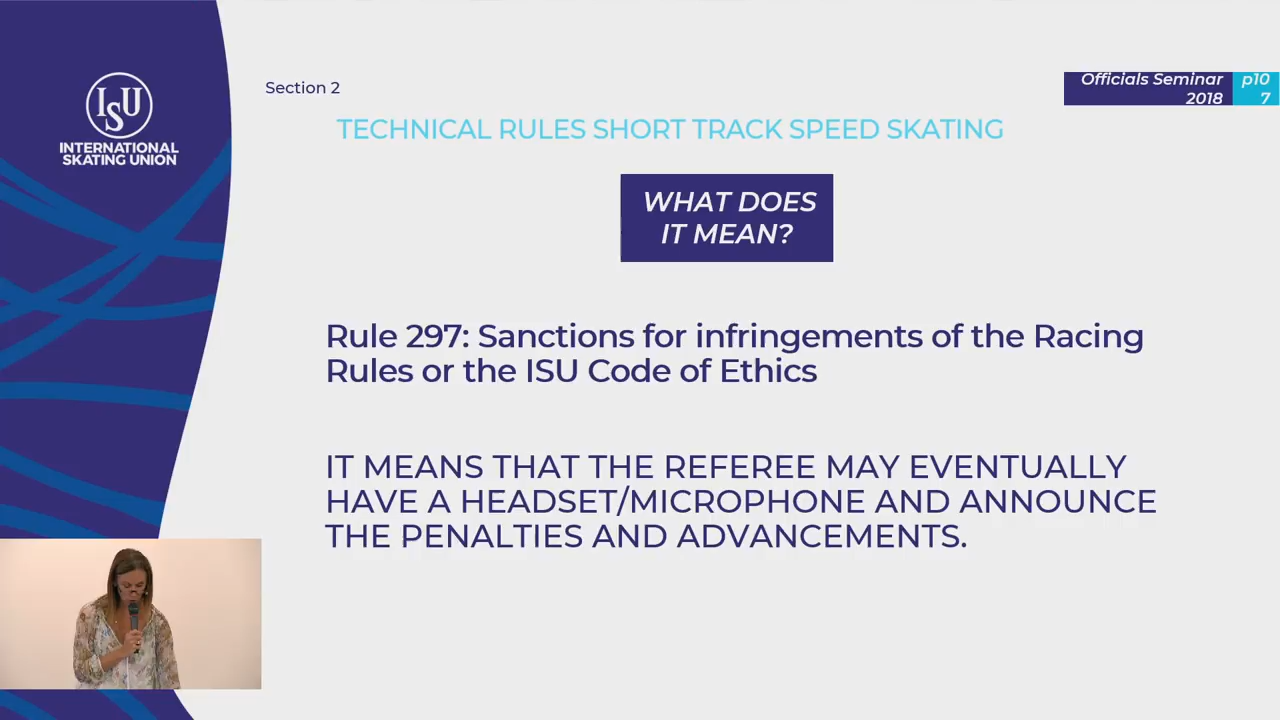 ISU
INTERNATIONAL
SKATING UNION
Section 2
Officials Seminar
2018
p10
7
TECHNICAL RULES SHORT TRACK SPEED SKATING
WHAT DOES
IT MEAN?
Rule 297: Sanctions for infringements of the Racing
Rules or the ISU Code of Ethics
IT MEANS THAT THE REFEREE MAY EVENTUALLY
HAVE A HEADSET/MICROPHONE AND ANNOUNCE
THE PENALTIES AND ADVANCEMENTS.